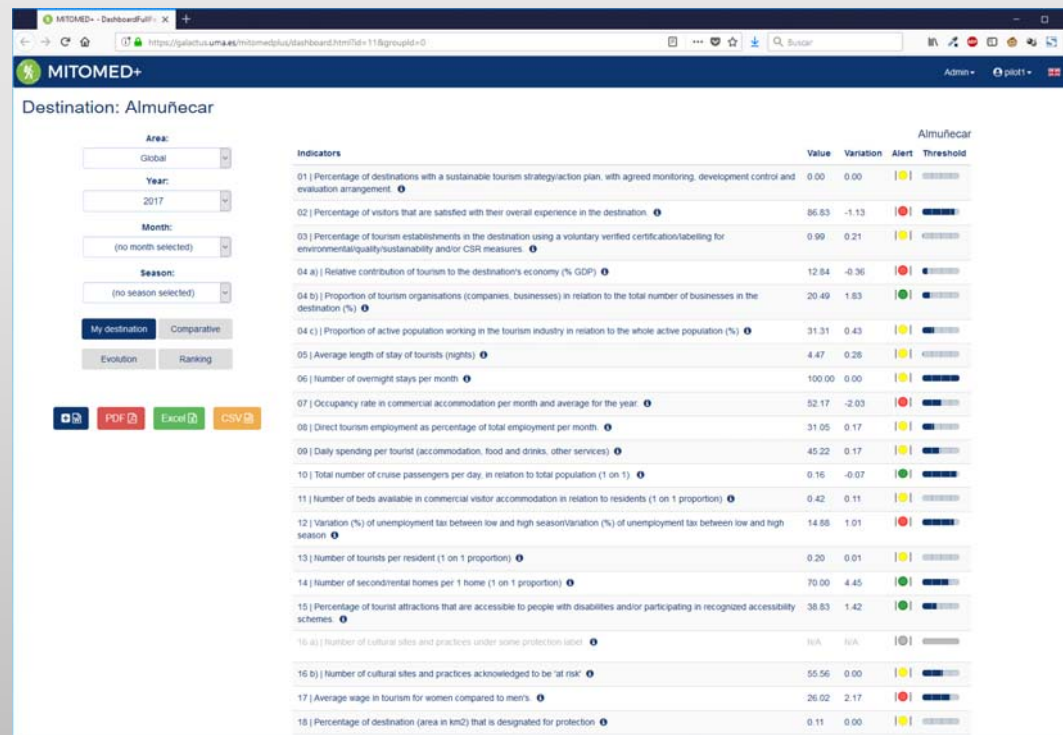 MITOMED+ - DashboardFullF
https://galactus.uma.es/mitomedplus/dashboard.html?id=11&groupId=0
Buscar
MITOMED+
Admin
pilot1
Destination: Almuñecar
Area:
Global
Year:
2017
Month:
(no month selected)
Season:
(no season selected)
My destination Comparative
Evolution Ranking
PDF Excel CSV
Almuñecar
Indicators Value Variation Alert Threshold
01 | Percentage of destinations with a sustainable tourism strategy/action plan, with agreed monitoring, development control and 0.00 0.00
evaluation arrangement.
02 | Percentage of visitors that are satisfied with their overall experience in the destination. 86.83 -1.13
03 | Percentage of tourism establishments in the destination using a voluntary verified certification/labelling for 0.99 0.21
environmental/quality/sustainability and/or CSR measures.
04 a) | Relative contribution of tourism to the destination's economy (% GDP) 12.84 -0.36
04 b) | Proportion of tourism organisations (companies, businesses) in relation to the total number of businesses in the 20.49 1.83
destination (%)
04 c) | Proportion of active population working in the tourism industry in relation to the whole active population (%) 31.31 0.43
05 | Average length of stay of tourists (nights) 4.47 0.28
06 | Number of overnight stays per month 100.00 0.00
07 | Occupancy rate in commercial accommodation per month and average for the year. 52.17 -2.03
08 | Direct tourism employment as percentage of total employment per month. 31.05 0.17
09 | Daily spending per tourist (accommodation, food and drinks, other services) 45.22 0.17
10 | Total number of cruise passengers per day, in relation to total population (1 on 1) 0.16 -0.07
11 | Number of beds available in commercial visitor accommodation in relation to residents (1 on 1 proportion) 0.42 0.11
12 | Variation (%) of unemployment tax between low and high seasonVariation (%) of unemployment tax between low and high 14.88 1.01
season
13 | Number of tourists per resident (1 on 1 proportion) 0.20 0.01
14 | Number of second/rental homes per 1 home (1 on 1 proportion) 70.00 4.45
15 | Percentage of tourist attractions that are accessible to people with disabilities and/or participating in recognized accessibility 38.83 1.42
schemes.
16 a) | Number of cultural sites and practices under some protection label. N/A N/A
16 b) | Number of cultural sites and practices acknowledged to be 'at risk' 55.56 0.00
17 | Average wage in tourism for women compared to men's. 26.02 2.17
18 | Percentage of destination (area in km2) that is designated for protection 0.11 0.00